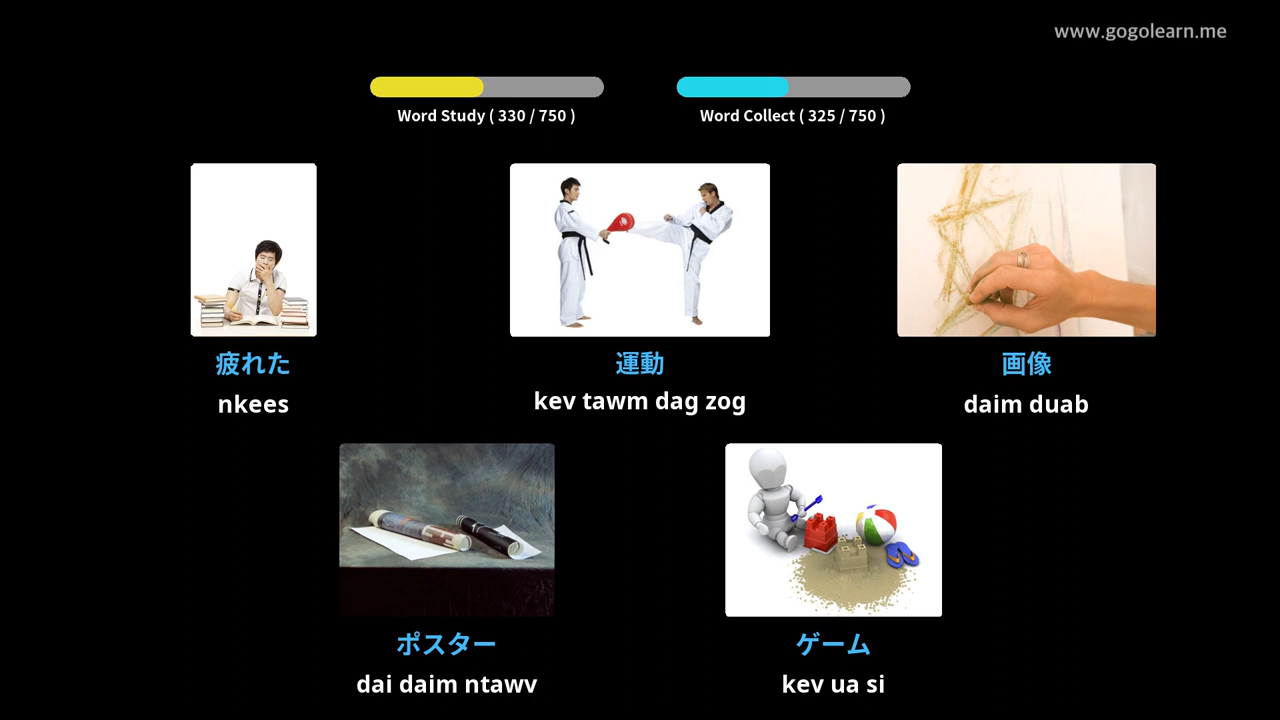 www.gogolearn.me
Word Study ( 330 / 750 )
Word Collect ( 325 / 750 )
疲れた
nkees
運動
kev tawm dag zog
画像
daim duab
ポスター
dai daim ntawv
ゲーム
kev ua si